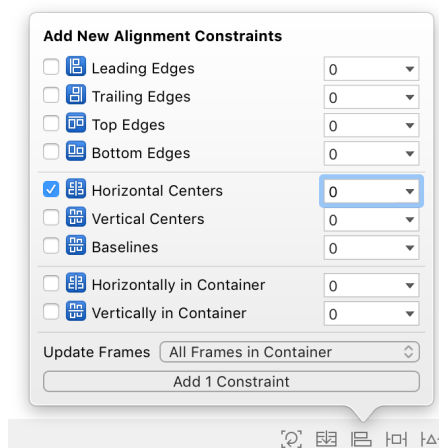 Add New Alignment Constraints
Leading Edges 0
Trailing Edges 0
Top Edges 0
Bottom Edges 0
Horizontal Centers 0
Vertical Centers 0
Baselines 0
Horizontally in Container 0
Vertically in Container 0
Update Frames All Frames in Container
Add 1 Constraint